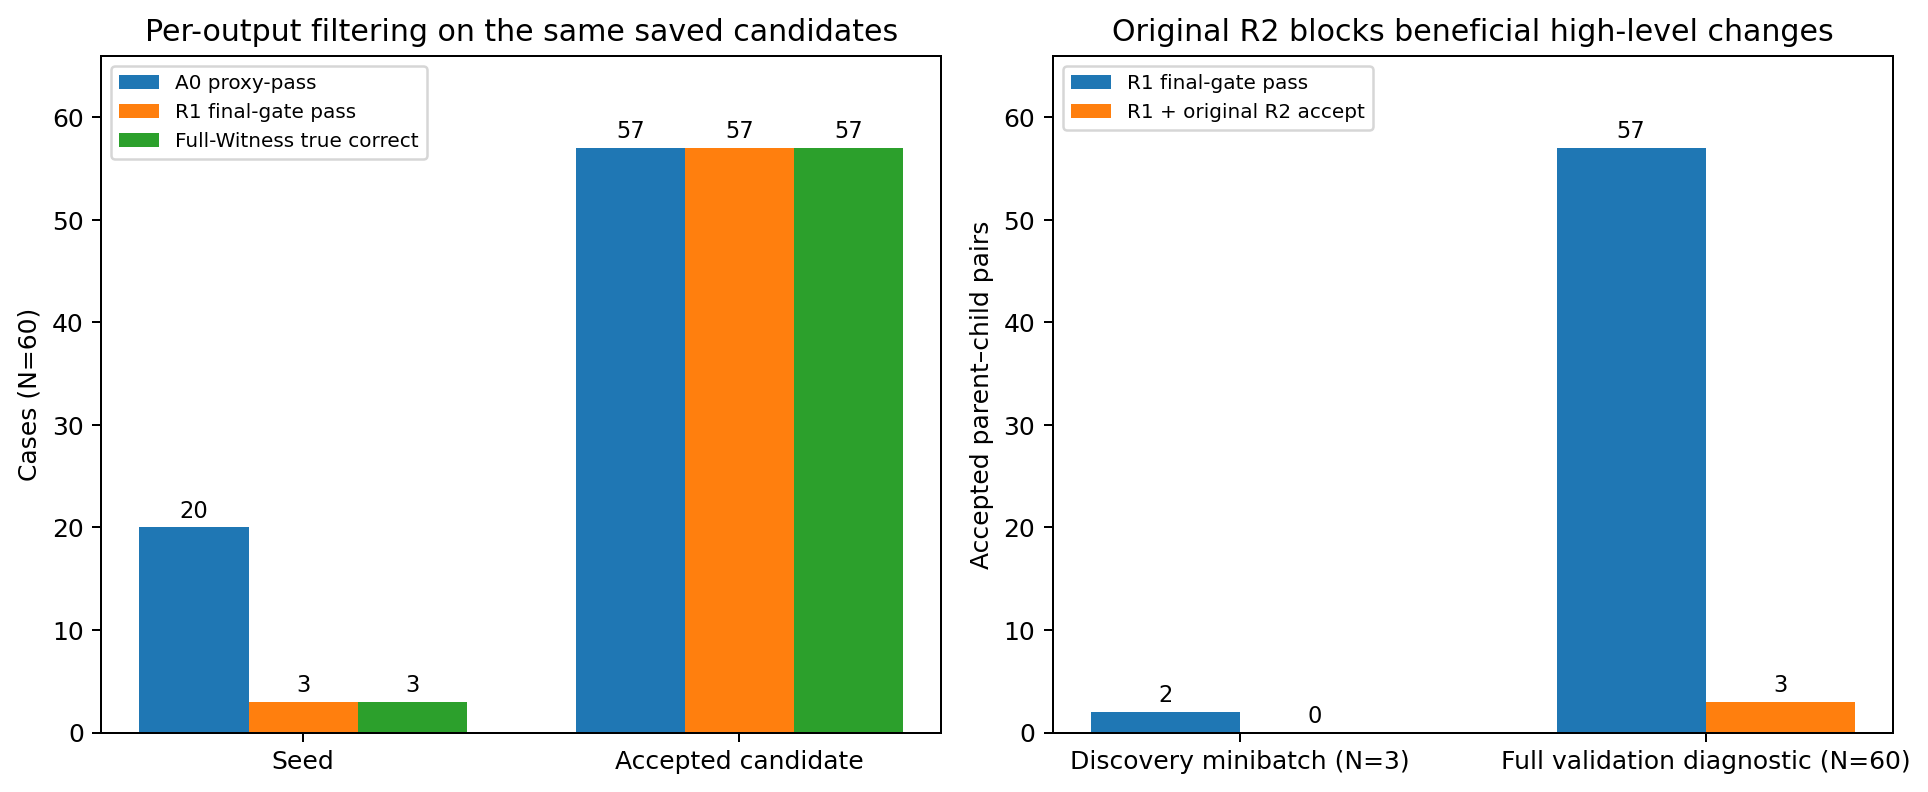 Per-output filtering on the same saved candidates
A0 proxy-pass
R1 final-gate pass
Full-Witness true correct
Cases (N=60)
60
50
40
30
20
10
0
20
3
3
57
57
57
Seed
Accepted candidate
Original R2 blocks beneficial high-level changes
R1 final-gate pass
R1 + original R2 accept
Accepted parent–child pairs
60
50
40
30
20
10
0
2
0
57
3
Discovery minibatch (N=3)
Full validation diagnostic (N=60)